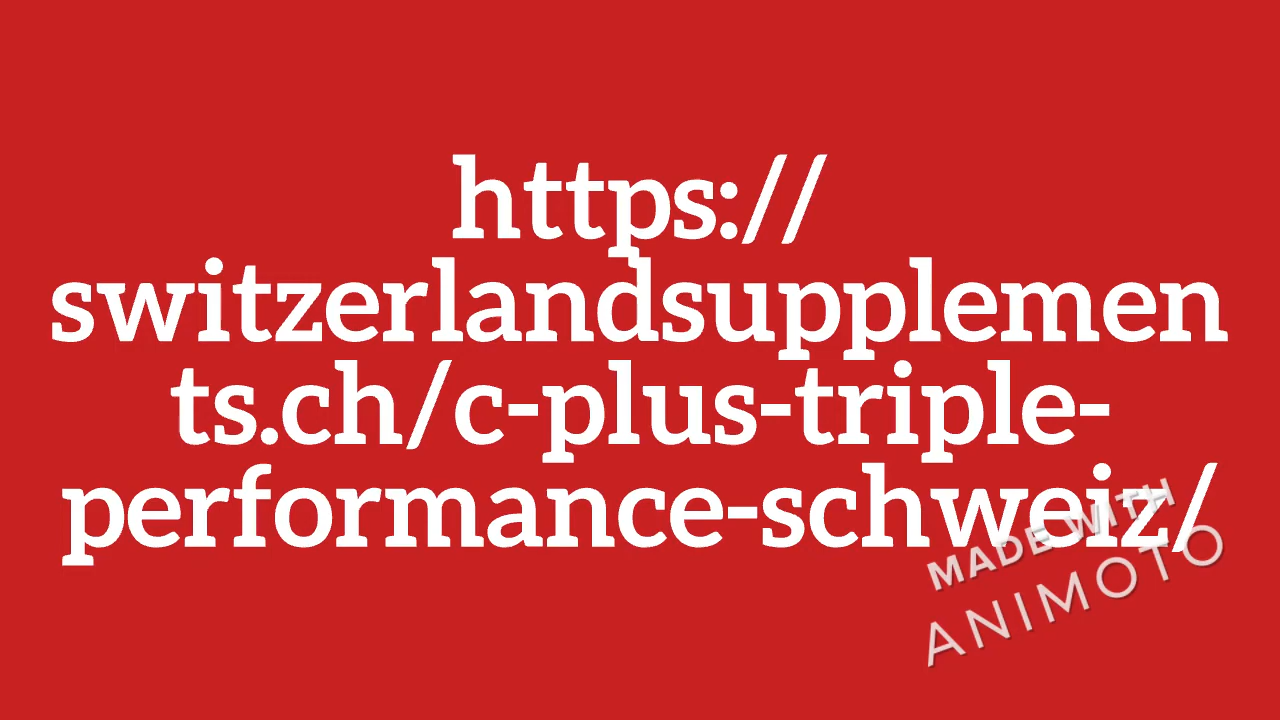 https://
switzerlandsupplemen
ts.ch/c-plus-triple-
performance-schweiz/
MADE WITH
ANIMOTO